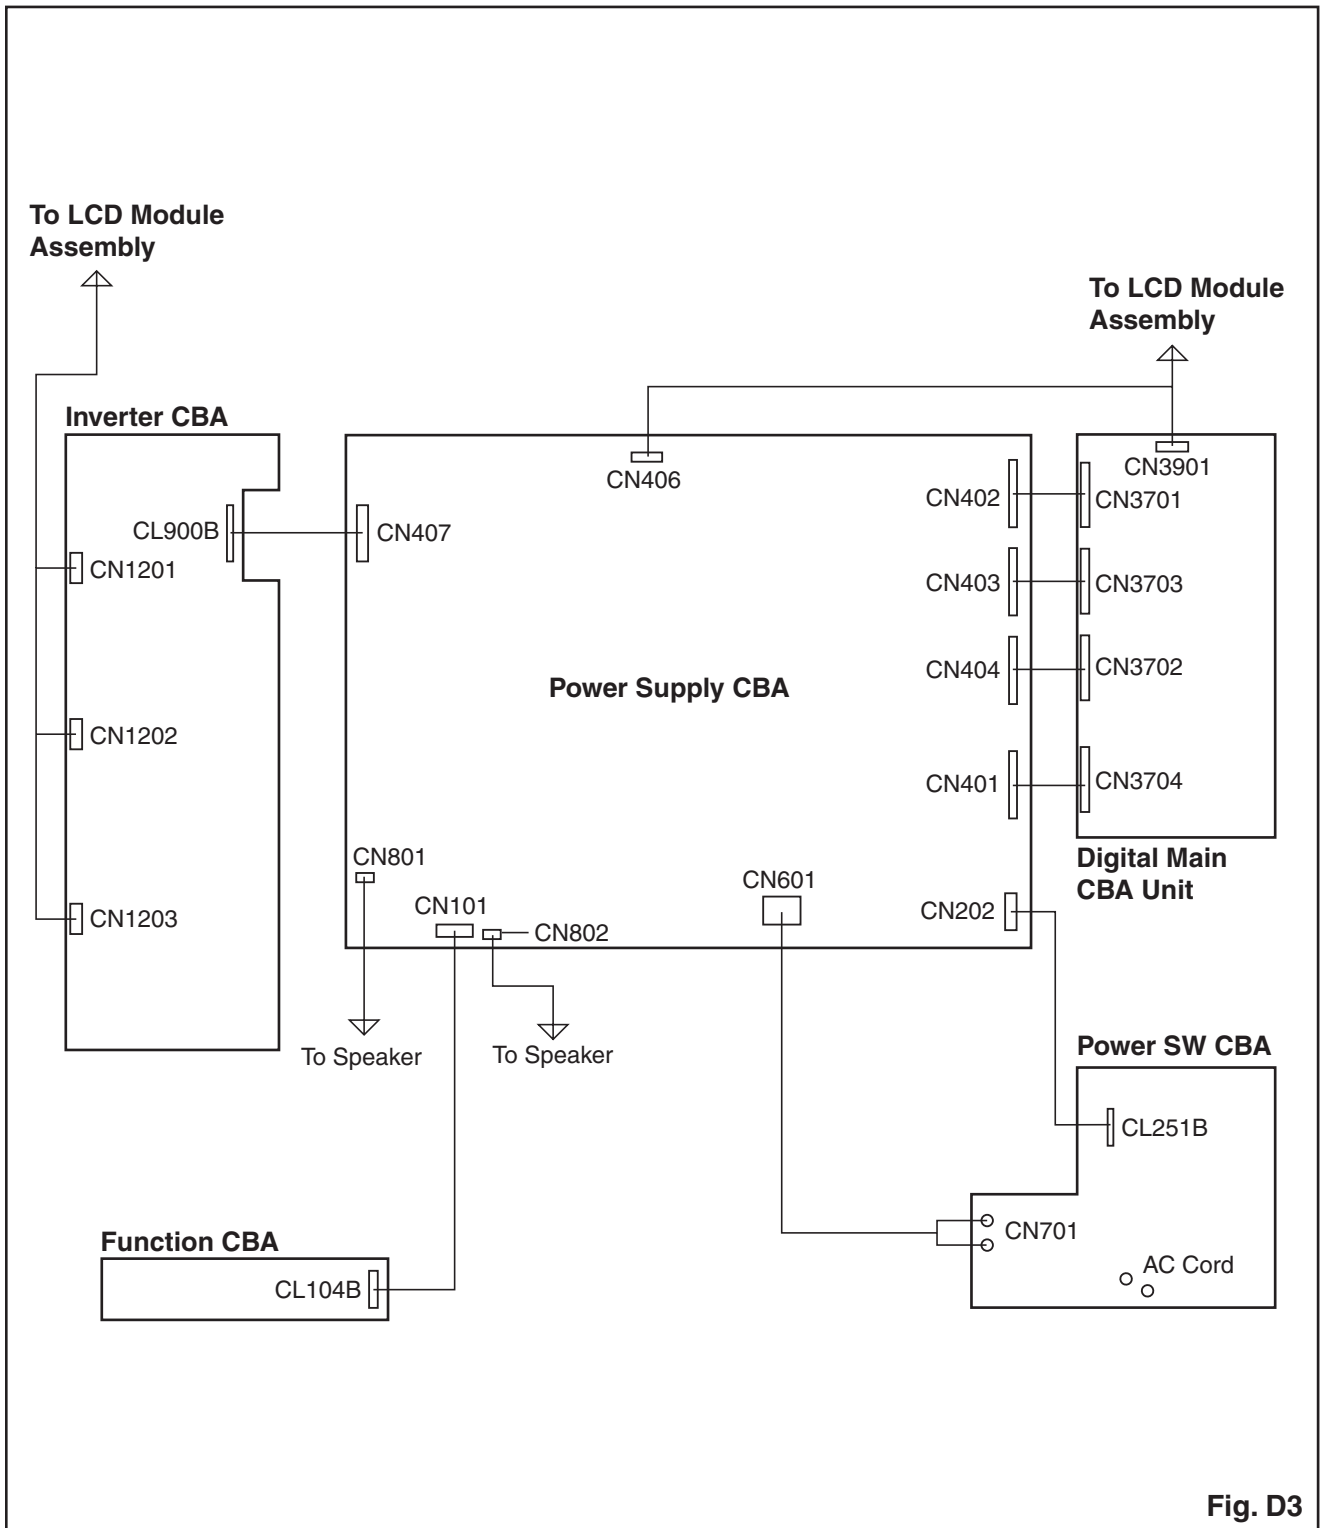 To LCD Module
Assembly
To LCD Module
Assembly
Inverter CBA
CN3901
CN406
CN402
CN3701
CL900B
CN407
CN1201
CN403
CN3703
CN404
CN3702
Power Supply CBA
CN1202
CN401
CN3704
CN801
Digital Main
CBA Unit
CN601
CN101
CN202
CN1203
CN802
To Speaker
To Speaker
Power SW CBA
CL251B
CN701
Function CBA
AC Cord
CL104B
Fig. D3